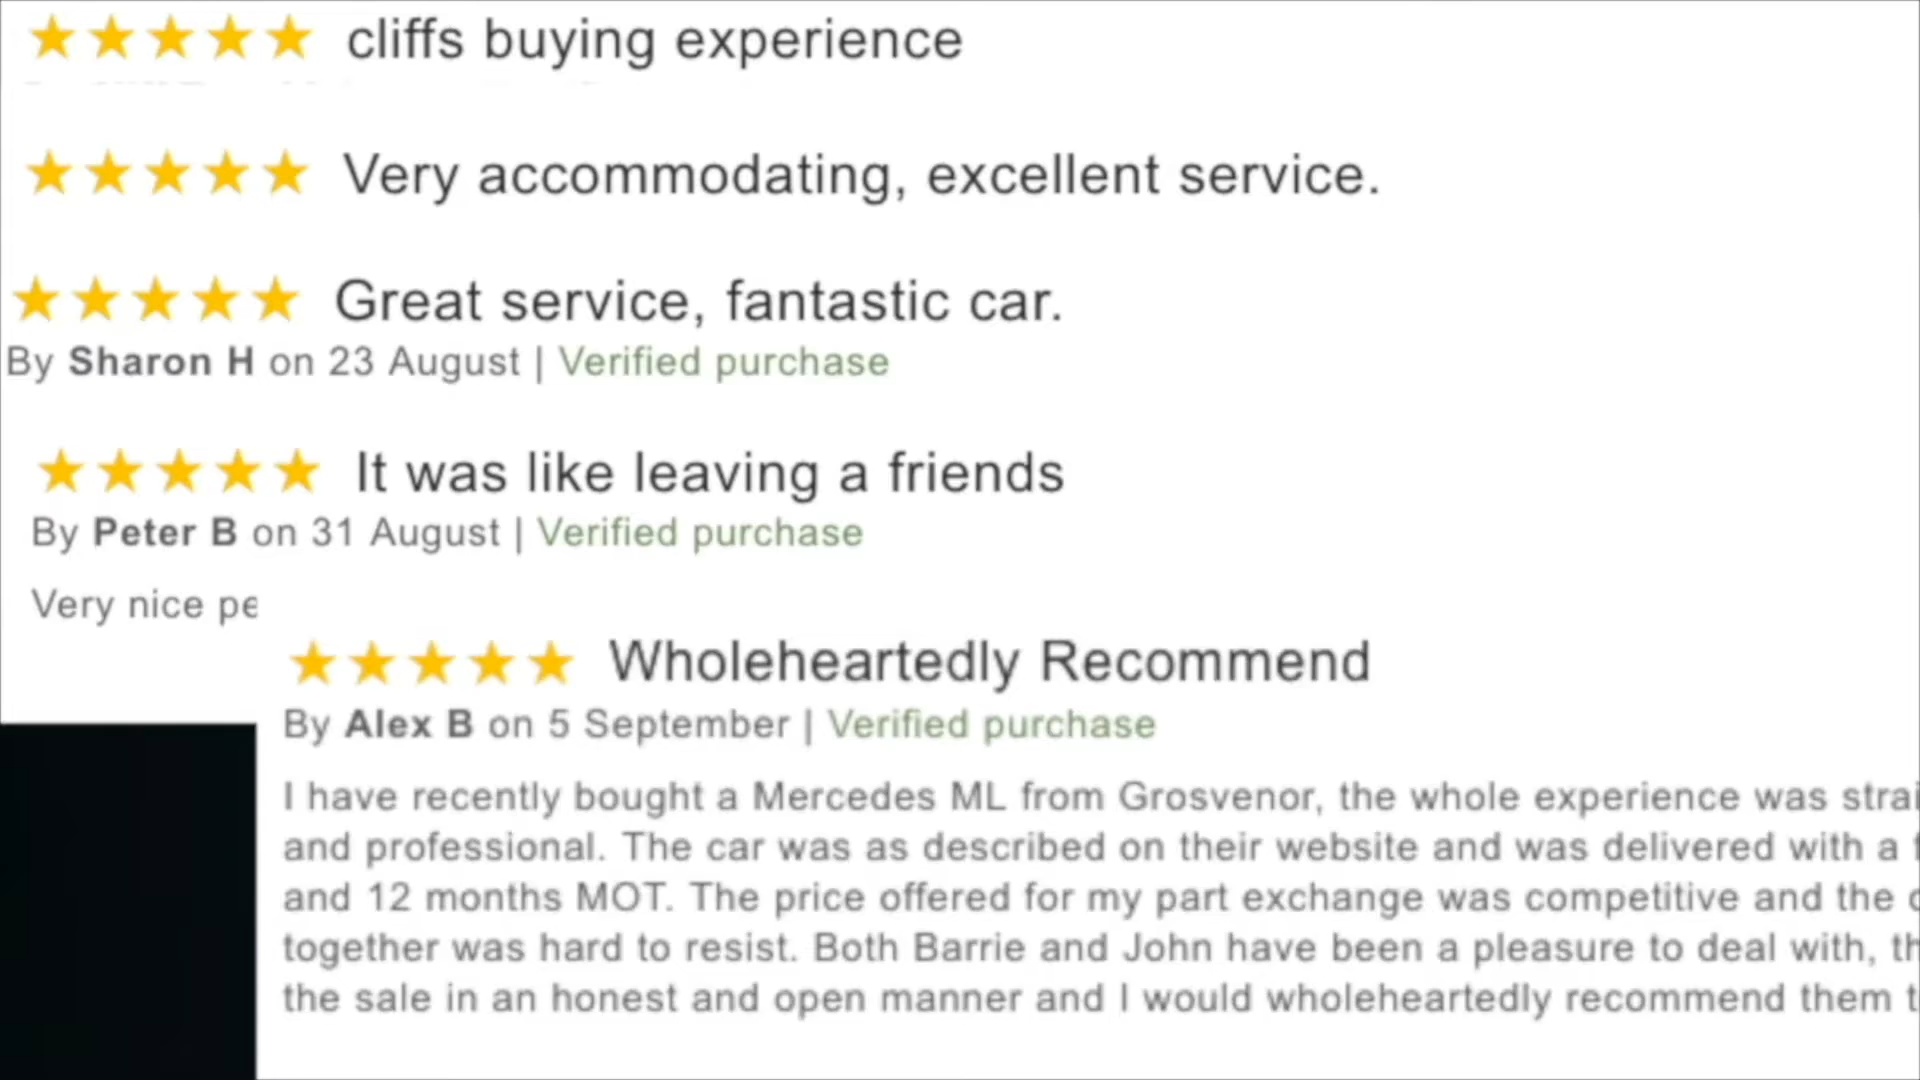 cliffs buying experience
Very accommodating, excellent service.
Great service, fantastic car.
By Sharon H on 23 August | Verified purchase
It was like leaving a friends
By Peter B on 31 August | Verified purchase
Very nice
Wholeheartedly Recommend
By Alex B on 5 September | Verified purchase
I have recently bought a Mercedes ML from Grosvenor, the whole experience was
and professional. The car was as described on their website and was delivered with a
and 12 months MOT. The price offered for my part exchange was competitive and the
together was hard to resist. Both Barrie and John have been a pleasure to deal with,
the sale in an honest and open manner and I would wholeheartedly recommend them